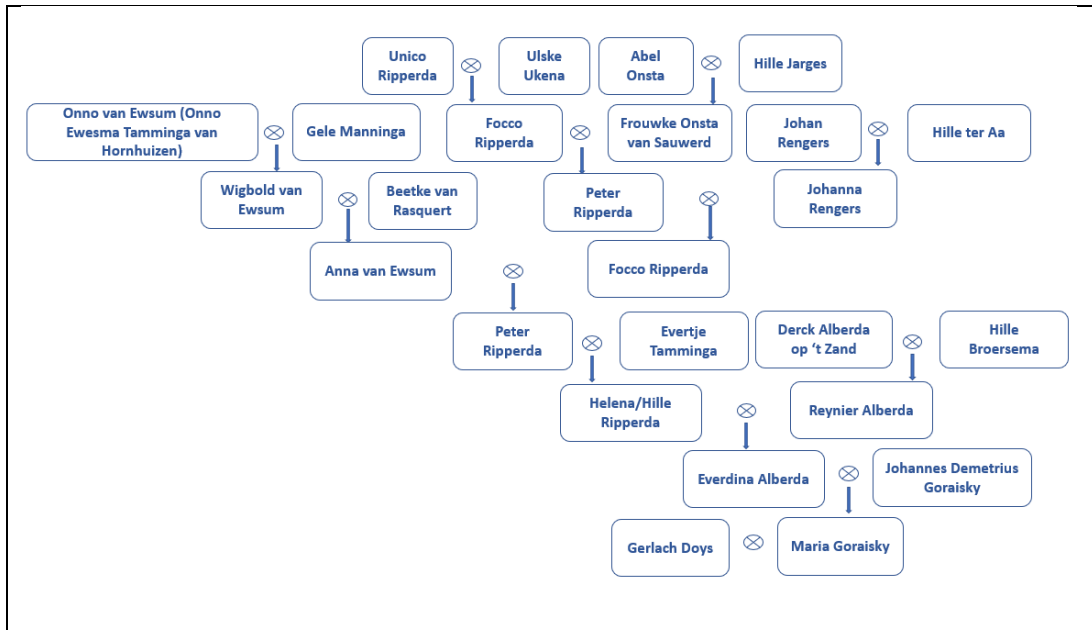 Unico
Ripperda
Ulske
Ukena
Abel
Onsta
Hille Jarges
Onno van Ewsum (Onno
Ewesma Tamminga van
Hornhuizen)
Gele Manninga
Focco
Ripperda
Frouwke Onsta
van Sauwerd
Johan
Rengers
Hille ter Aa
Wigbold van
Ewsum
Beetke van
Rasquert
Peter
Ripperda
Johanna
Rengers
Anna van Ewsum
Focco Ripperda
Peter
Ripperda
Evertje
Tamminga
Derck Alberda
op ‘t Zand
Hille
Broersema
Helena/Hille
Ripperda
Reynier Alberda
Everdina Alberda
Johannes Demetrius
Goraisky
Gerlach Doys
Maria Goraisky